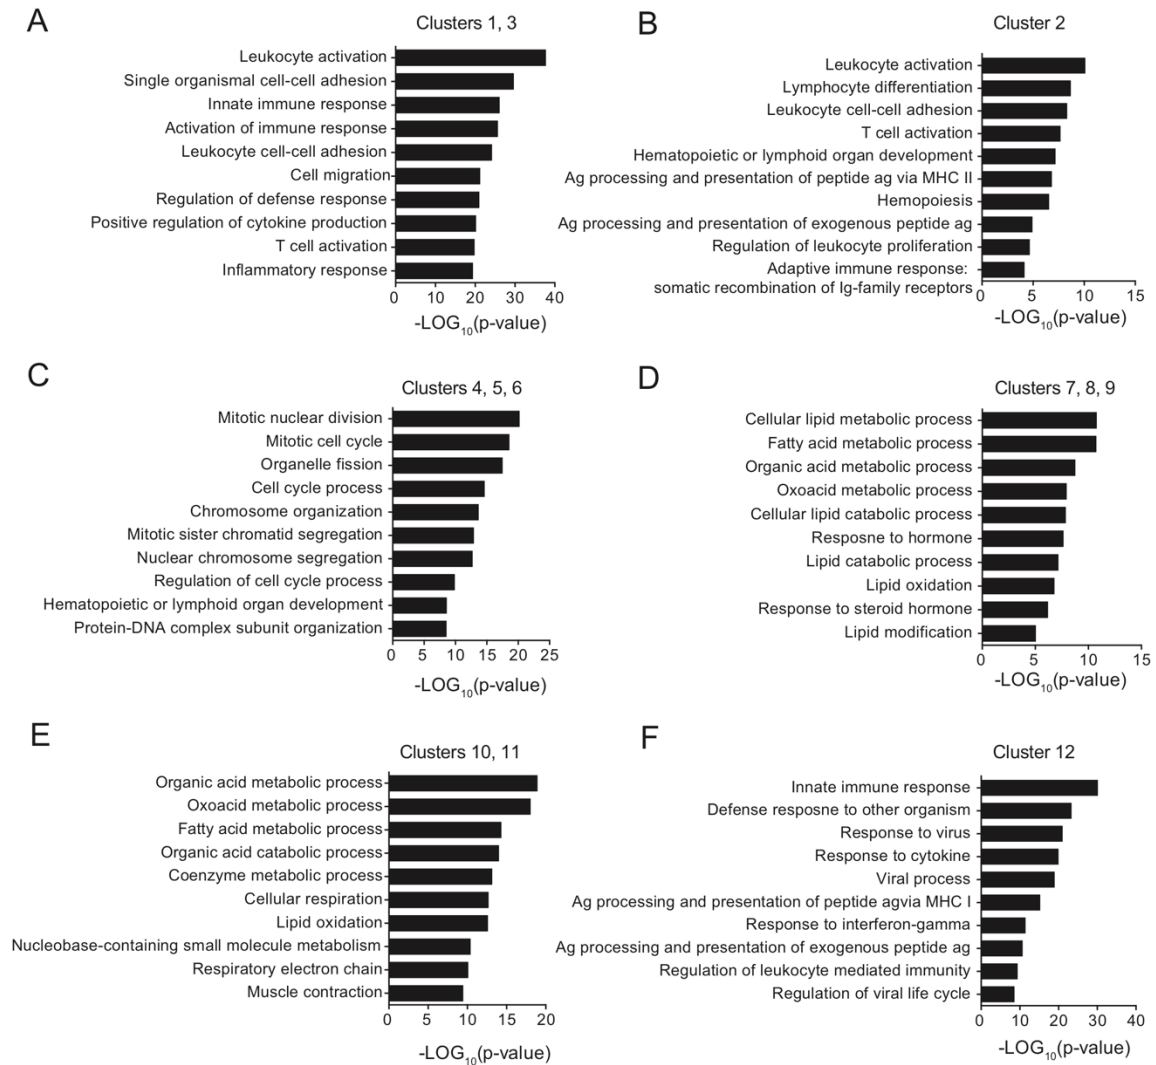 A
Clusters 1, 3
Leukocyte activation
Single organismal cell-cell adhesion
Innate immune response
Activation of immune response
Leukocyte cell-cell adhesion
Cell migration
Regulation of defense response
Positive regulation of cytokine production
T cell activation
Inflammatory response
0 10 20 30 40
-LOG10(p-value)
B
Cluster 2
Leukocyte activation
Lymphocyte differentiation
Leukocyte cell-cell adhesion
T cell activation
Hematopoietic or lymphoid organ development
Ag processing and presentation of peptide ag via MHC II
Hemopoiesis
Ag processing and presentation of exogenous peptide ag
Regulation of leukocyte proliferation
Adaptive immune response:
somatic recombination of Ig-family receptors
0 5 10 15
-LOG10(p-value)
C
Clusters 4, 5, 6
Mitotic nuclear division
Mitotic cell cycle
Organelle fission
Cell cycle process
Chromosome organization
Mitotic sister chromatid segregation
Nuclear chromosome segregation
Regulation of cell cycle process
Hematopoietic or lymphoid organ development
Protein-DNA complex subunit organization
0 5 10 15 20 25
-LOG10(p-value)
D
Clusters 7, 8, 9
Cellular lipid metabolic process
Fatty acid metabolic process
Organic acid metabolic process
Oxoacid metabolic process
Cellular lipid catabolic process
Resposne to hormone
Lipid catabolic process
Lipid oxidation
Response to steroid hormone
Lipid modification
0 5 10 15
-LOG10(p-value)
E
Clusters 10, 11
Organic acid metabolic process
Oxoacid metabolic process
Fatty acid metabolic process
Organic acid catabolic process
Coenzyme metabolic process
Cellular respiration
Lipid oxidation
Nucleobase-containing small molecule metabolism
Respiratory electron chain
Muscle contraction
0 5 10 15 20
-LOG10(p-value)
F
Cluster 12
Innate immune response
Defense resposne to other organism
Response to virus
Response to cytokine
Viral process
Ag processing and presentation of peptide agvia MHC I
Response to interferon-gamma
Ag processing and presentation of exogenous peptide ag
Regulation of leukocyte mediated immunity
Regulation of viral life cycle
0 10 20 30 40
-LOG10(p-value)